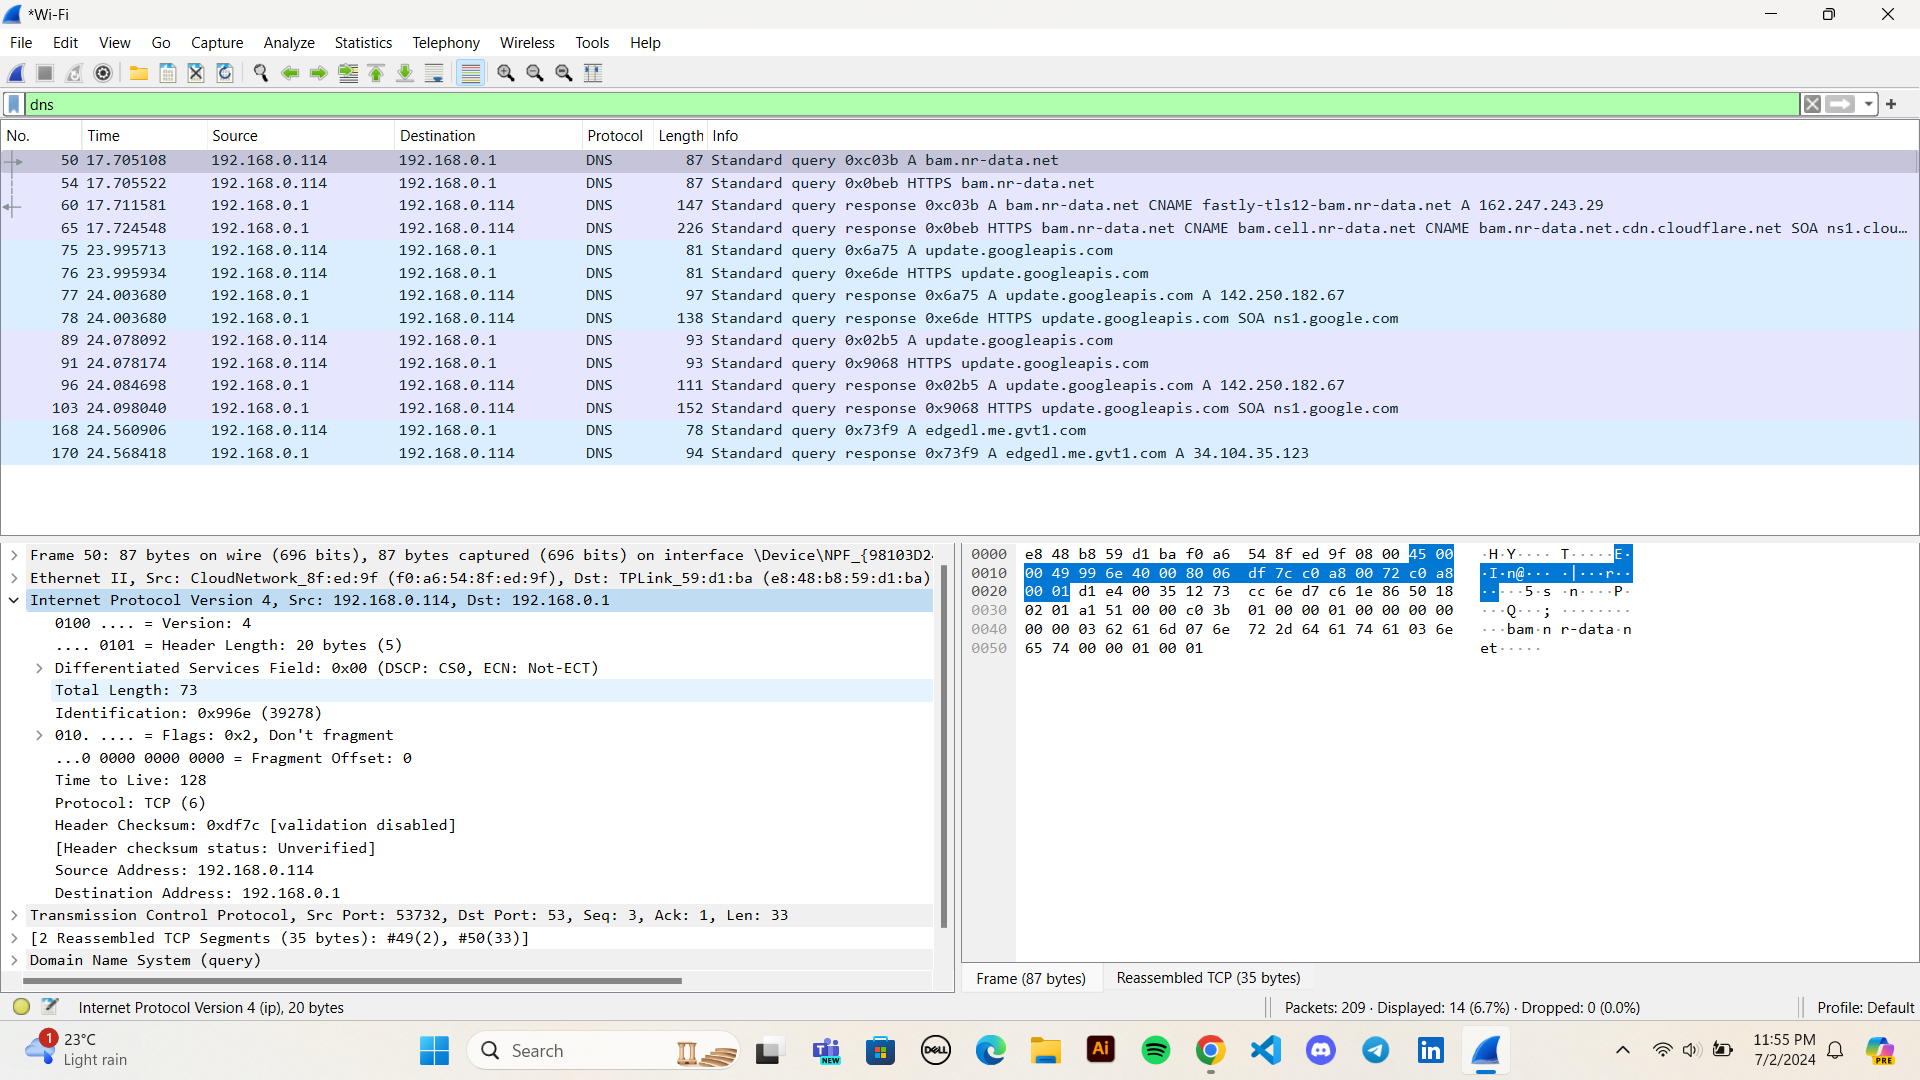 *Wi-Fi
File Edit View Go Capture Analyze Statistics Telephony Wireless Tools Help
dns
No. Time Source Destination Protocol Length Info
50 17.705108 192.168.0.114 192.168.0.1 DNS 87 Standard query 0xc03b A bam.nr-data.net
54 17.705522 192.168.0.114 192.168.0.1 DNS 87 Standard query 0x0beb HTTPS bam.nr-data.net
60 17.711581 192.168.0.1 192.168.0.114 DNS 147 Standard query response 0xc03b A bam.nr-data.net CNAME fastly-tls12-bam.nr-data.net A 162.247.243.29
65 17.724548 192.168.0.1 192.168.0.114 DNS 226 Standard query response 0x0beb HTTPS bam.nr-data.net CNAME bam.cell.nr-data.net CNAME bam.nr-data.net.cdn.cloudflare.net SOA ns1.clou…
75 23.995713 192.168.0.114 192.168.0.1 DNS 81 Standard query 0x6a75 A update.googleapis.com
76 23.995934 192.168.0.114 192.168.0.1 DNS 81 Standard query 0xe6de HTTPS update.googleapis.com
77 24.003680 192.168.0.1 192.168.0.114 DNS 97 Standard query response 0x6a75 A update.googleapis.com A 142.250.182.67
78 24.003680 192.168.0.1 192.168.0.114 DNS 138 Standard query response 0xe6de HTTPS update.googleapis.com SOA ns1.google.com
89 24.078092 192.168.0.114 192.168.0.1 DNS 93 Standard query 0x02b5 A update.googleapis.com
91 24.078174 192.168.0.114 192.168.0.1 DNS 93 Standard query 0x9068 HTTPS update.googleapis.com
96 24.084698 192.168.0.1 192.168.0.114 DNS 111 Standard query response 0x02b5 A update.googleapis.com A 142.250.182.67
103 24.098040 192.168.0.1 192.168.0.114 DNS 152 Standard query response 0x9068 HTTPS update.googleapis.com SOA ns1.google.com
168 24.560906 192.168.0.114 192.168.0.1 DNS 78 Standard query 0x73f9 A edgedl.me.gvt1.com
170 24.568418 192.168.0.1 192.168.0.114 DNS 94 Standard query response 0x73f9 A edgedl.me.gvt1.com A 34.104.35.123
Frame 50: 87 bytes on wire (696 bits), 87 bytes captured (696 bits) on interface \Device\NPF_{98103D2
Ethernet II, Src: CloudNetwork_8f:ed:9f (f0:a6:54:8f:ed:9f), Dst: TPLink_59:d1:ba (e8:48:b8:59:d1:ba)
Internet Protocol Version 4, Src: 192.168.0.114, Dst: 192.168.0.1
0100 .... = Version: 4
.... 0101 = Header Length: 20 bytes (5)
Differentiated Services Field: 0x00 (DSCP: CS0, ECN: Not-ECT)
Total Length: 73
Identification: 0x996e (39278)
010. .... = Flags: 0x2, Don't fragment
...0 0000 0000 0000 = Fragment Offset: 0
Time to Live: 128
Protocol: TCP (6)
Header Checksum: 0xdf7c [validation disabled]
[Header checksum status: Unverified]
Source Address: 192.168.0.114
Destination Address: 192.168.0.1
Transmission Control Protocol, Src Port: 53732, Dst Port: 53, Seq: 3, Ack: 1, Len: 33
[2 Reassembled TCP Segments (35 bytes): #49(2), #50(33)]
Domain Name System (query)
0000 e8 48 b8 59 d1 ba f0 a6 54 8f ed 9f 08 00 45 00 ·H·Y···· T·····E·
0010 00 49 99 6e 40 00 80 06 df 7c c0 a8 00 72 c0 a8 ·I·n@··· ·|···r··
0020 00 01 d1 e4 00 35 12 73 cc 6e d7 c6 1e 86 50 18 ·····5·s ·n····P·
0030 02 01 a1 51 00 00 c0 3b 01 00 00 01 00 00 00 00 ···Q···; ········
0040 00 00 03 62 61 6d 07 6e 72 2d 64 61 74 61 03 6e ···bam·n r-data·n
0050 65 74 00 00 01 00 01 et·····
Frame (87 bytes) Reassembled TCP (35 bytes)
Internet Protocol Version 4 (ip), 20 bytes Packets: 209 · Displayed: 14 (6.7%) · Dropped: 0 (0.0%) Profile: Default
1
23°C
Light rain
Search
NEW
DELL
Ai
in
11:55 PM
7/2/2024
PRE